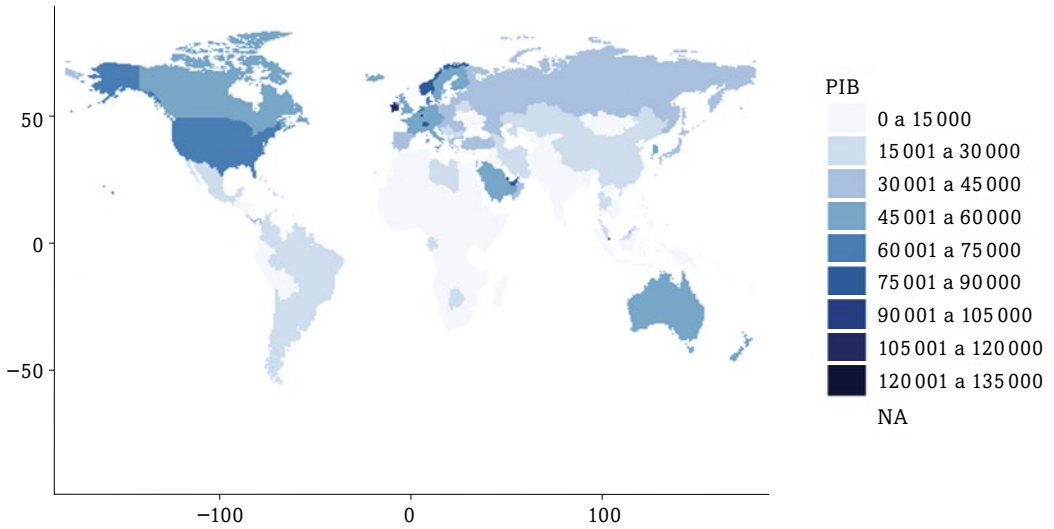 50
0
−50
−100
0
100
PIB
0 a 15 000
15 001 a 30 000
30 001 a 45 000
45 001 a 60 000
60 001 a 75 000
75 001 a 90 000
90 001 a 105 000
105 001 a 120 000
120 001 a 135 000
NA